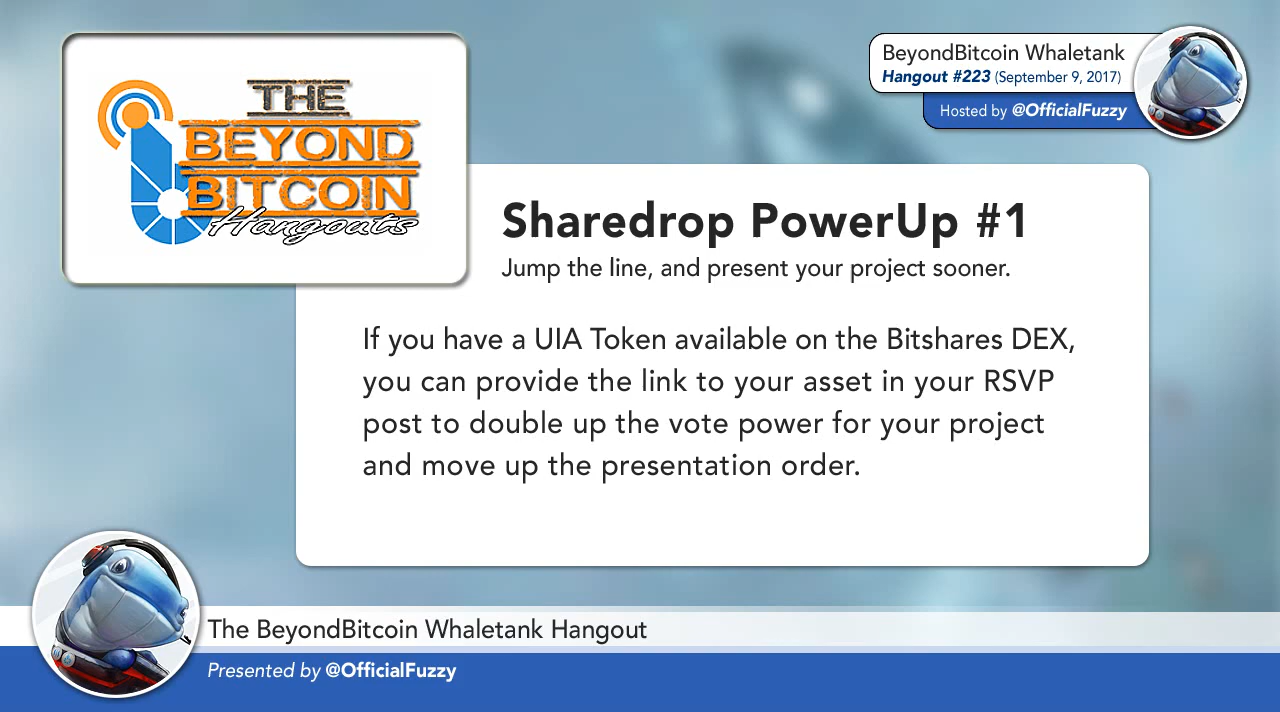 THE
BEYOND
BITCOIN
Hangouts
BeyondBitcoin Whaletank
Hangout #223 (September 9, 2017)
Hosted by @OfficialFuzzy
Sharedrop PowerUp #1
Jump the line, and present your project sooner.
If you have a UIA Token available on the Bitshares DEX,
you can provide the link to your asset in your RSVP
post to double up the vote power for your project
and move up the presentation order.
The BeyondBitcoin Whaletank Hangout
Presented by @OfficialFuzzy